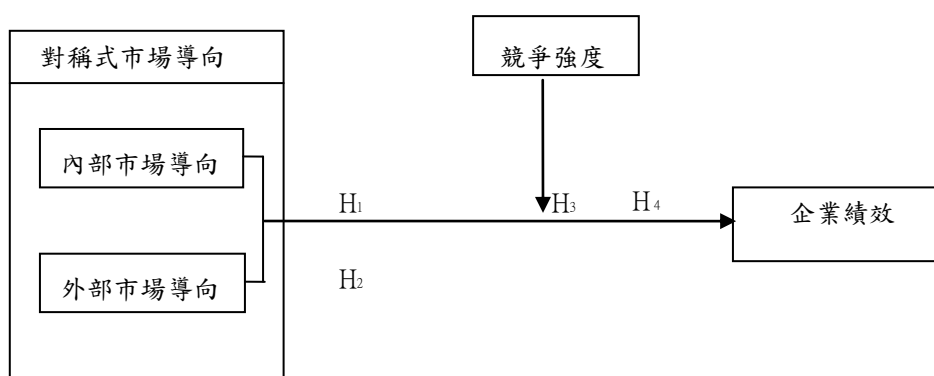 對稱式市場導向
競爭強度
內部市場導向
H₁
H₃
H₄
企業績效
外部市場導向
H₂